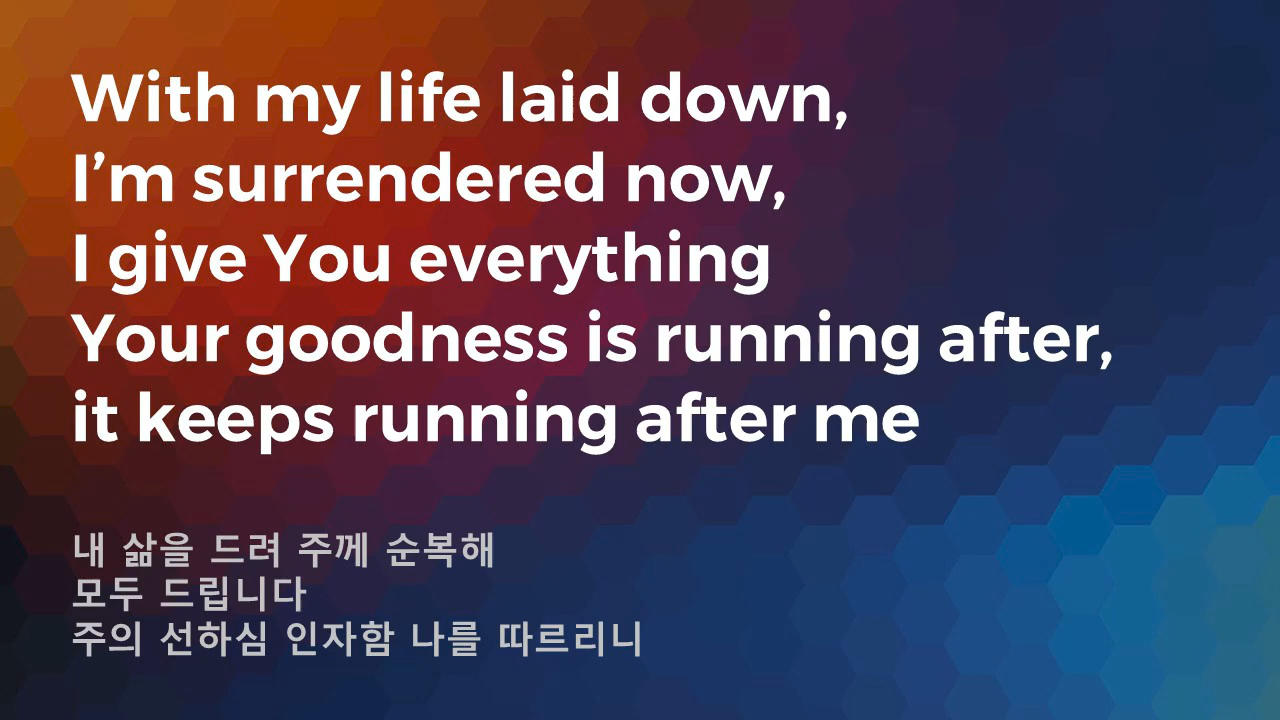 With my life laid down,
I’m surrendered now,
I give You everything
Your goodness is running after,
it keeps running after me
내 삶을 드려 주께 순복해
모두 드립니다
주의 선하심 인자함 나를 따르리니